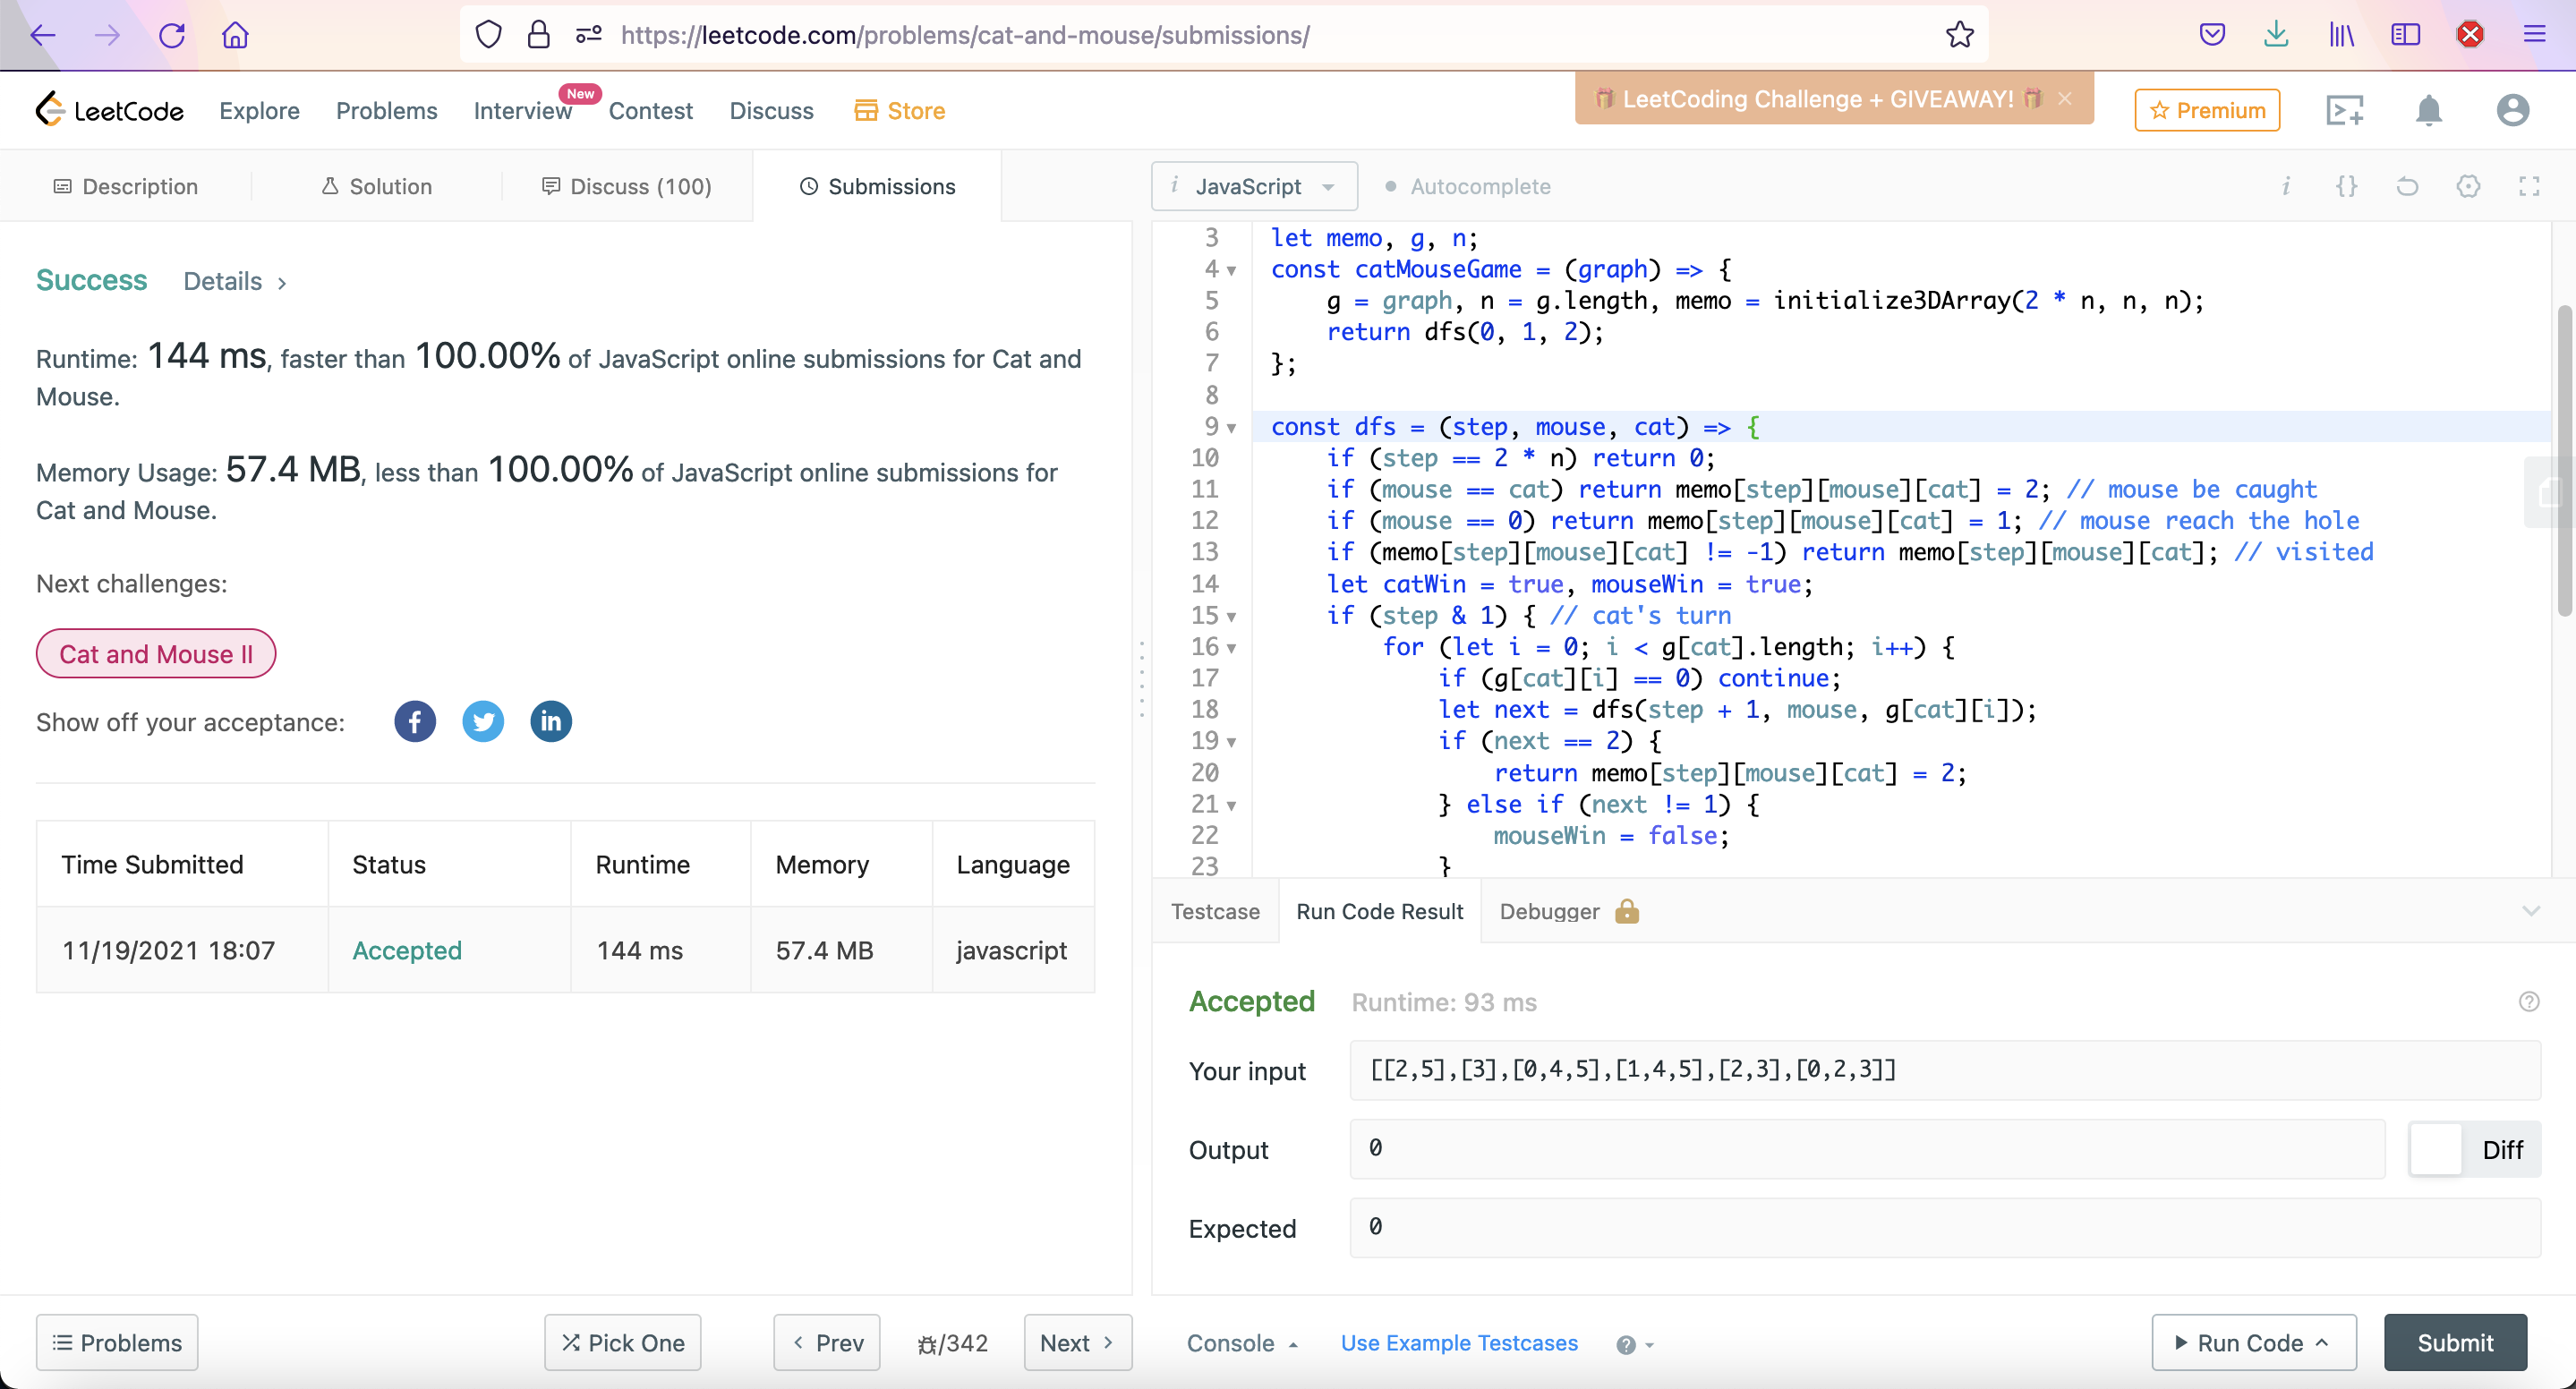 https://leetcode.com/problems/cat-and-mouse/submissions/
LeetCode Explore Problems Interview New Contest Discuss Store LeetCoding Challenge + GIVEAWAY! × Premium
Description Solution Discuss (100) Submissions
i JavaScript Autocomplete i {}
Success Details >
Runtime: 144 ms, faster than 100.00% of JavaScript online submissions for Cat and
Mouse.
Memory Usage: 57.4 MB, less than 100.00% of JavaScript online submissions for
Cat and Mouse.
Next challenges:
Cat and Mouse II
Show off your acceptance: f in
Time Submitted Status Runtime Memory Language
11/19/2021 18:07 Accepted 144 ms 57.4 MB javascript
3 let memo, g, n;
4 const catMouseGame = (graph) => {
5 g = graph, n = g.length, memo = initialize3DArray(2 * n, n, n);
6 return dfs(0, 1, 2);
7 };
8
9 const dfs = (step, mouse, cat) => {
10 if (step == 2 * n) return 0;
11 if (mouse == cat) return memo[step][mouse][cat] = 2; // mouse be caught
12 if (mouse == 0) return memo[step][mouse][cat] = 1; // mouse reach the hole
13 if (memo[step][mouse][cat] != -1) return memo[step][mouse][cat]; // visited
14 let catWin = true, mouseWin = true;
15 if (step & 1) { // cat's turn
16 for (let i = 0; i < g[cat].length; i++) {
17 if (g[cat][i] == 0) continue;
18 let next = dfs(step + 1, mouse, g[cat][i]);
19 if (next == 2) {
20 return memo[step][mouse][cat] = 2;
21 } else if (next != 1) {
22 mouseWin = false;
23 }
Testcase Run Code Result Debugger
Accepted Runtime: 93 ms ?
Your input [[2,5],[3],[0,4,5],[1,4,5],[2,3],[0,2,3]]
Output 0 Diff
Expected 0
Problems Pick One < Prev /342 Next > Console Use Example Testcases ? Run Code Submit